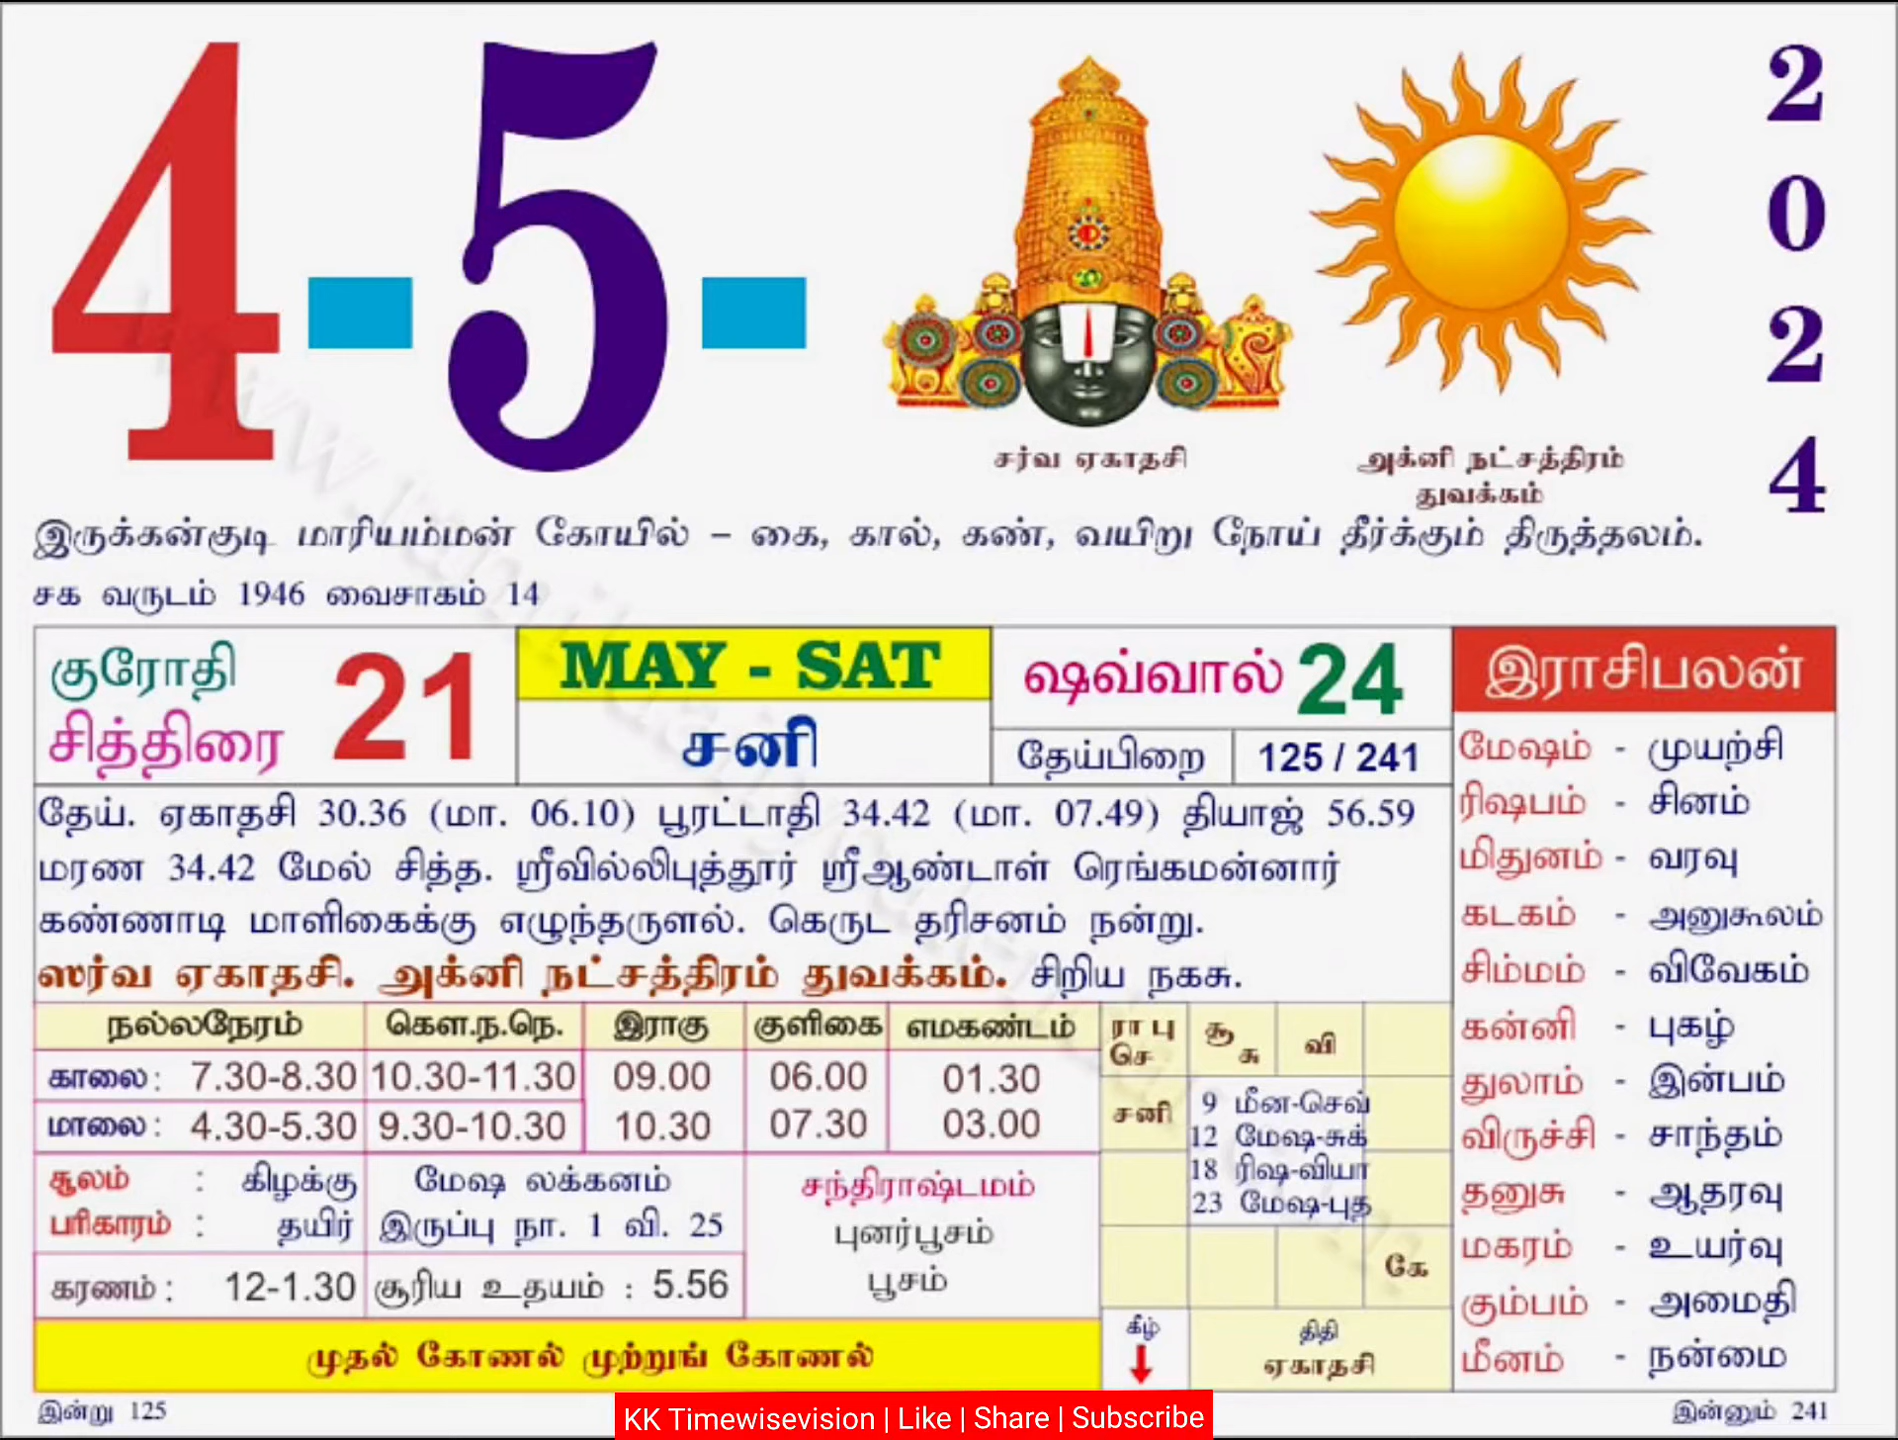 4-5-
2024
சர்வ ஏகாதசி
அக்னி நட்சத்திரம்
துவக்கம்
இருக்கன்குடி மாரியம்மன் கோயில் – கை, கால், கண், வயிறு நோய் தீர்க்கும் திருத்தலம்.
சக வருடம் 1946 வைசாகம் 14
குரோதி
சித்திரை 21
MAY - SAT
சனி
ஷவ்வால் 24
தேய்பிறை 125 / 241
தேய். ஏகாதசி 30.36 (மா. 06.10) பூரட்டாதி 34.42 (மா. 07.49) தியாஜ் 56.59
மரண 34.42 மேல் சித்த. ஸ்ரீவில்லிபுத்தூர் ஸ்ரீஆண்டாள் ரெங்கமன்னார்
கண்ணாடி மாளிகைக்கு எழுந்தருளல். கெருட தரிசனம் நன்று.
ஸர்வ ஏகாதசி. அக்னி நட்சத்திரம் துவக்கம். சிறிய நகசு.
நல்லநேரம் கௌ.ந.நெ. இராகு குளிகை எமகண்டம்
காலை: 7.30-8.30 10.30-11.30 09.00 06.00 01.30
மாலை: 4.30-5.30 9.30-10.30 10.30 07.30 03.00
சூலம் : கிழக்கு
பரிகாரம் : தயிர்
மேஷ லக்கனம்
இருப்பு நா. 1 வி. 25
சந்திராஷ்டமம்
புனர்பூசம்
பூசம்
கரணம்: 12-1.30 சூரிய உதயம் : 5.56
முதல் கோணல் முற்றுங் கோணல்
ரா பு
செ
சூ
சு
வி
சனி
9 மீன-செவ்
12 மேஷ-சுக்
18 ரிஷ-வியா
23 மேஷ-புத
கே
கீழ்
திதி
ஏகாதசி
இராசிபலன்
மேஷம் - முயற்சி
ரிஷபம் - சினம்
மிதுனம் - வரவு
கடகம் - அனுகூலம்
சிம்மம் - விவேகம்
கன்னி - புகழ்
துலாம் - இன்பம்
விருச்சி - சாந்தம்
தனுசு - ஆதரவு
மகரம் - உயர்வு
கும்பம் - அமைதி
மீனம் - நன்மை
இன்று 125
KK Timewisevision | Like | Share | Subscribe
இன்னும் 241